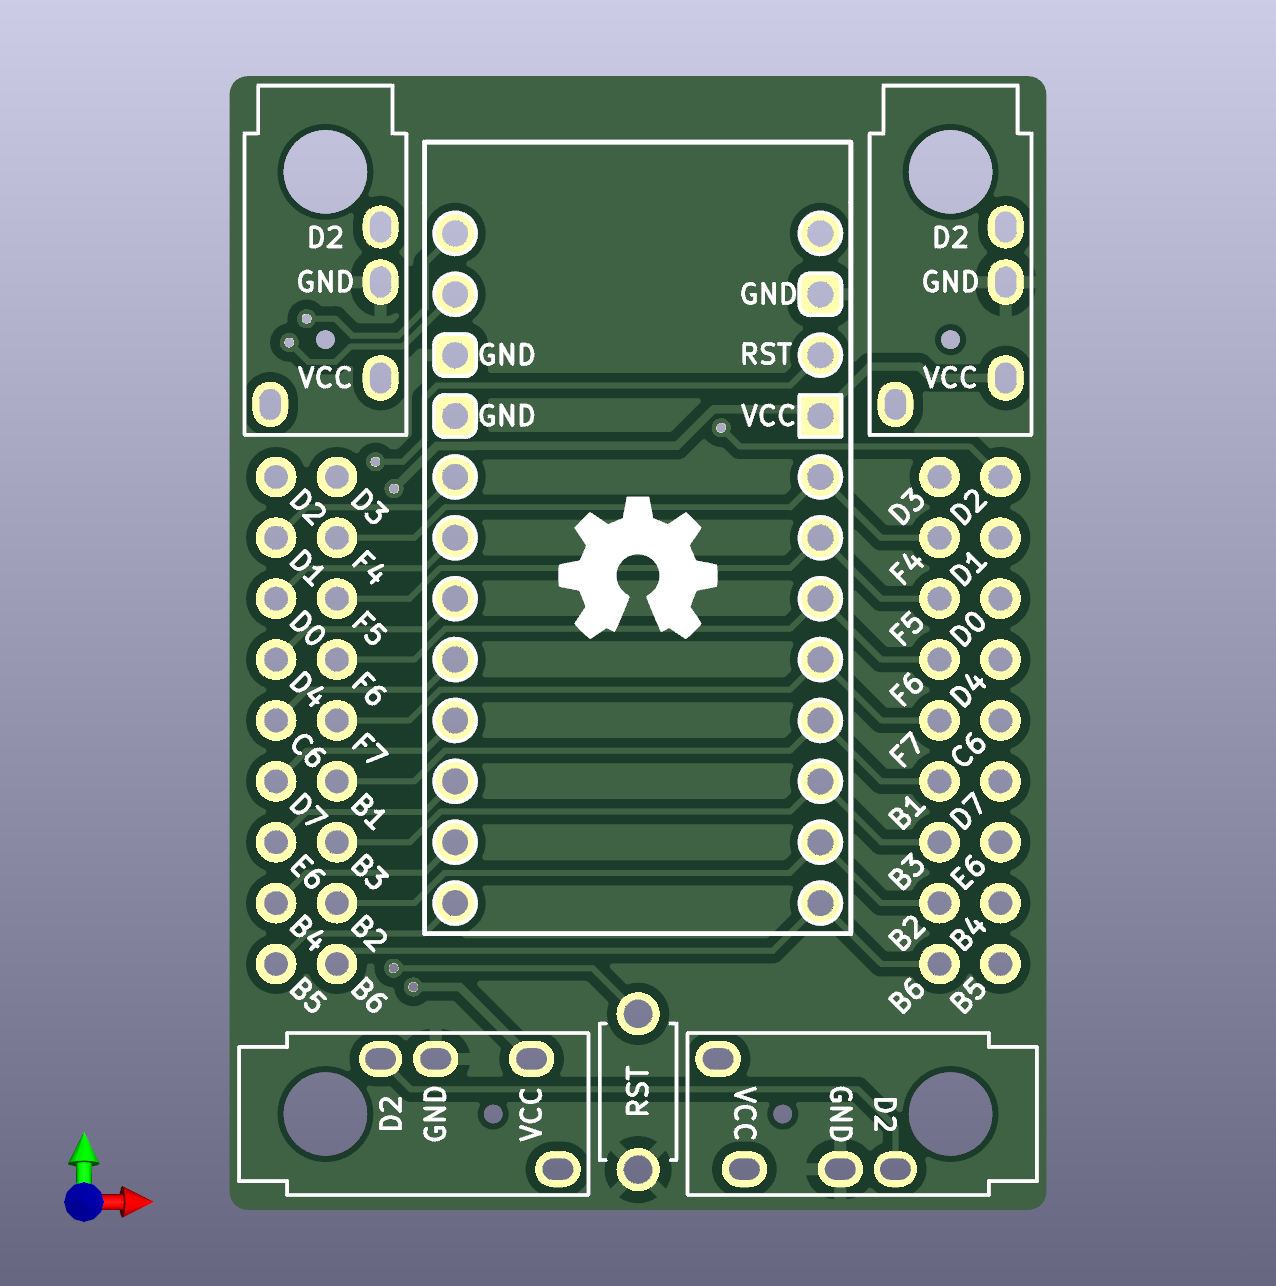 D2
D2
GND
GND
GND
GND
RST
VCC
VCC
GND
VCC
D2
D3
D3
D2
D1
F4
F4
D1
D0
F5
F5
D0
D4
F6
F6
D4
C6
F7
F7
C6
D7
B1
B1
D7
E6
B3
B3
E6
B4
B2
B2
B4
B5
B6
B6
B5
D2
GND
VCC
RST
VCC
GND
D2